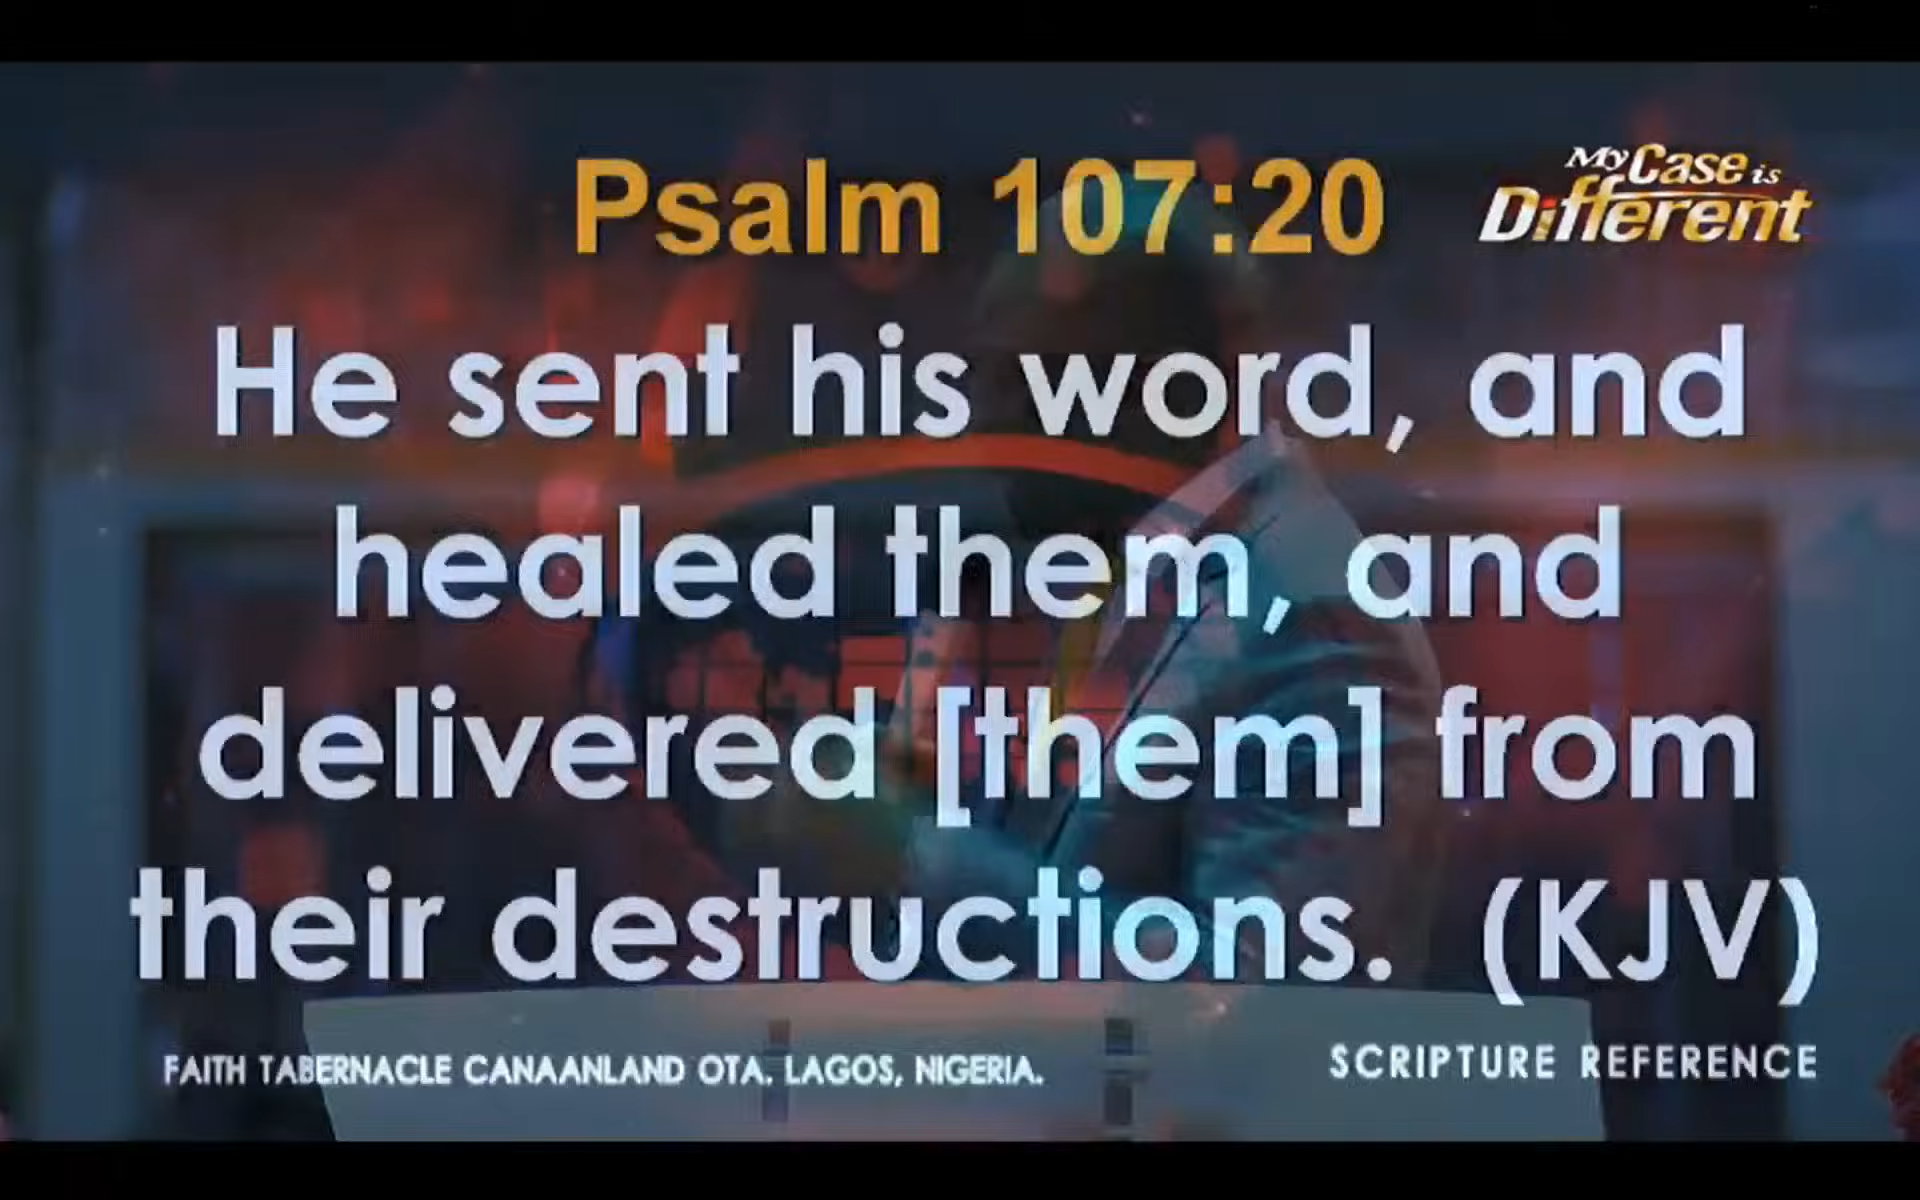 Psalm 107:20
My Case is
Different
He sent his word, and
healed them, and
delivered [them] from
their destructions. (KJV)
FAITH TABERNACLE CANAANLAND OTA. LAGOS, NIGERIA.
SCRIPTURE REFERENCE